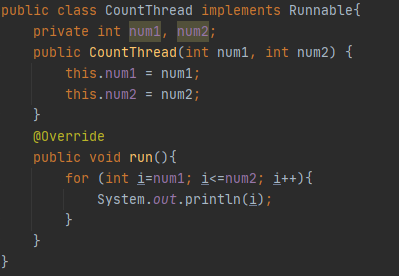 public class CountThread implements Runnable{
    private int num1, num2;
    public CountThread(int num1, int num2) {
        this.num1 = num1;
        this.num2 = num2;
    }
    @Override
    public void run(){
        for (int i=num1; i<=num2; i++){
            System.out.println(i);
        }
    }
}